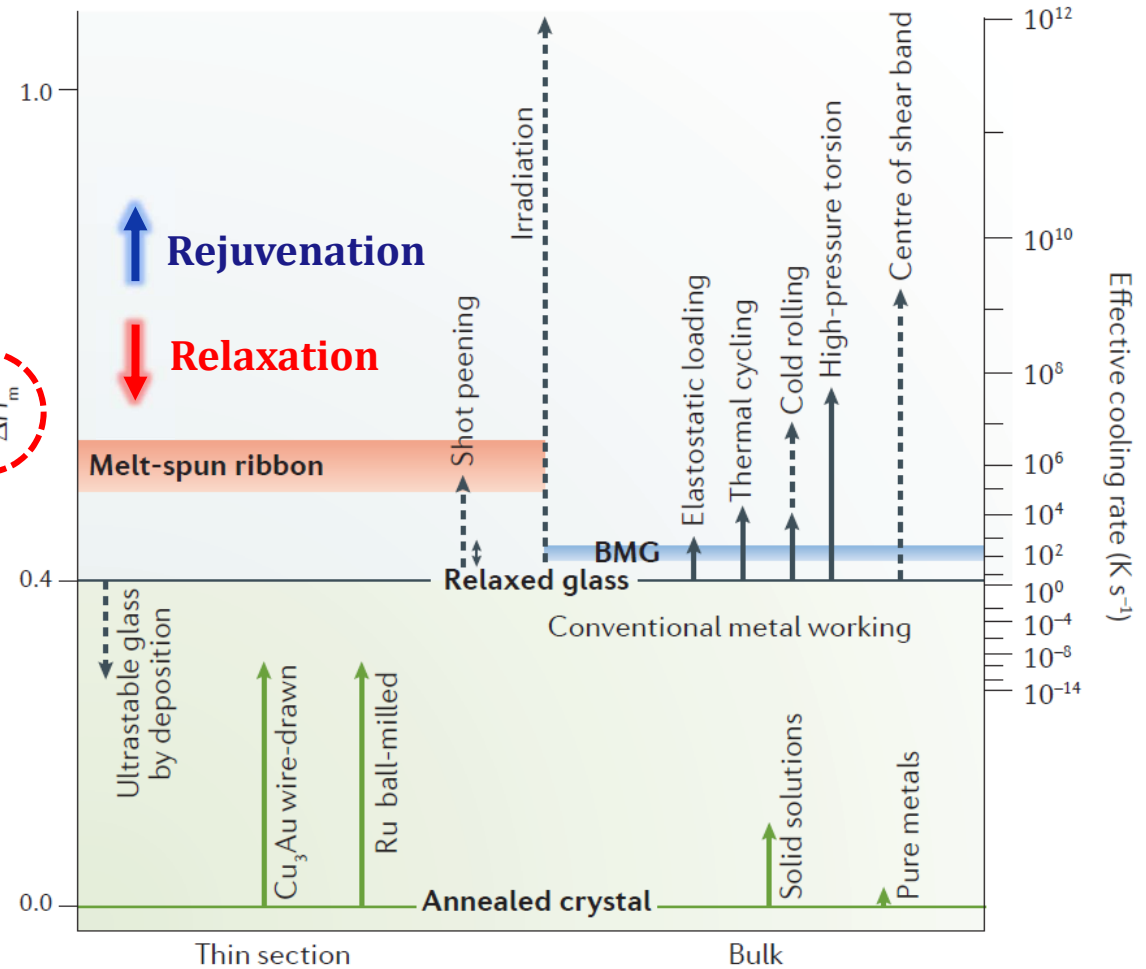 1.0
0.4
0.0
Rejuvenation
Relaxation
Melt-spun ribbon
Shot peening
Irradiation
Elastostatic loading
Thermal cycling
Cold rolling
High-pressure torsion
Centre of shear band
BMG
Relaxed glass
Conventional metal working
Ultrastable glass
by deposition
Cu₃Au wire-drawn
Ru ball-milled
Solid solutions
Pure metals
Annealed crystal
Thin section
Bulk
10¹²
10¹⁰
10⁸
10⁶
10⁴
10²
10⁰
10⁻⁴
10⁻⁸
10⁻¹⁴
Effective cooling rate (K s⁻¹)